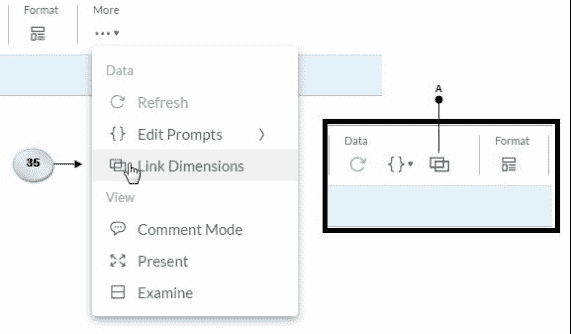 Format
More
Data
Refresh
{ } Edit Prompts
35
Link Dimensions
View
Comment Mode
Present
Examine
A
Data
Format
{ }